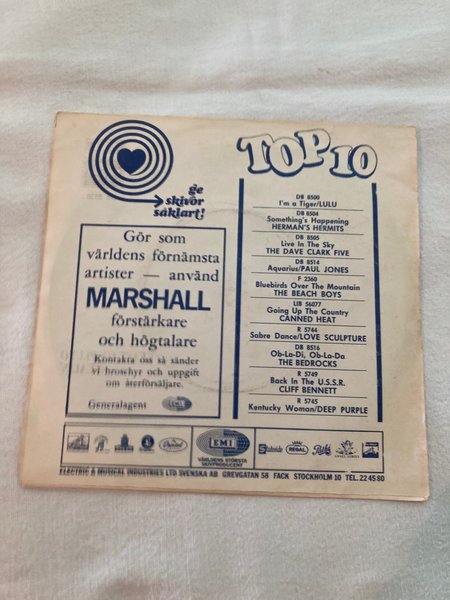 ge
skivor
såklart!
Gör som
världens förnämsta
artister — använd
MARSHALL
förstärkare
och högtalare
Kontakta oss så sänder
vi broschyr och uppgift
om återförsäljare.
Generalagent EMI
TOP 10
DB 8500
I'm a Tiger/LULU
DB 8504
Something's Happening
HERMAN'S HERMITS
DB 8505
Live In The Sky
THE DAVE CLARK FIVE
DB 8514
Aquarius/PAUL JONES
F 2360
Bluebirds Over The Mountain
THE BEACH BOYS
LIB 56077
Going Up The Country
CANNED HEAT
R 5744
Sabre Dance/LOVE SCULPTURE
DB 8516
Ob-La-Di, Ob-La-Da
THE BEDROCKS
R 5749
Back In The U.S.S.R.
CLIFF BENNETT
R 5745
Kentucky Woman/DEEP PURPLE
Capitol
EMI
VÄRLDENS STÖRSTA
SKIVPRODUCENT
Stateside
REGAL
ELECTRIC & MUSICAL INDUSTRIES LTD SVENSKA AB GREVGATAN 58 FACK STOCKHOLM 10 TEL. 22 45 80